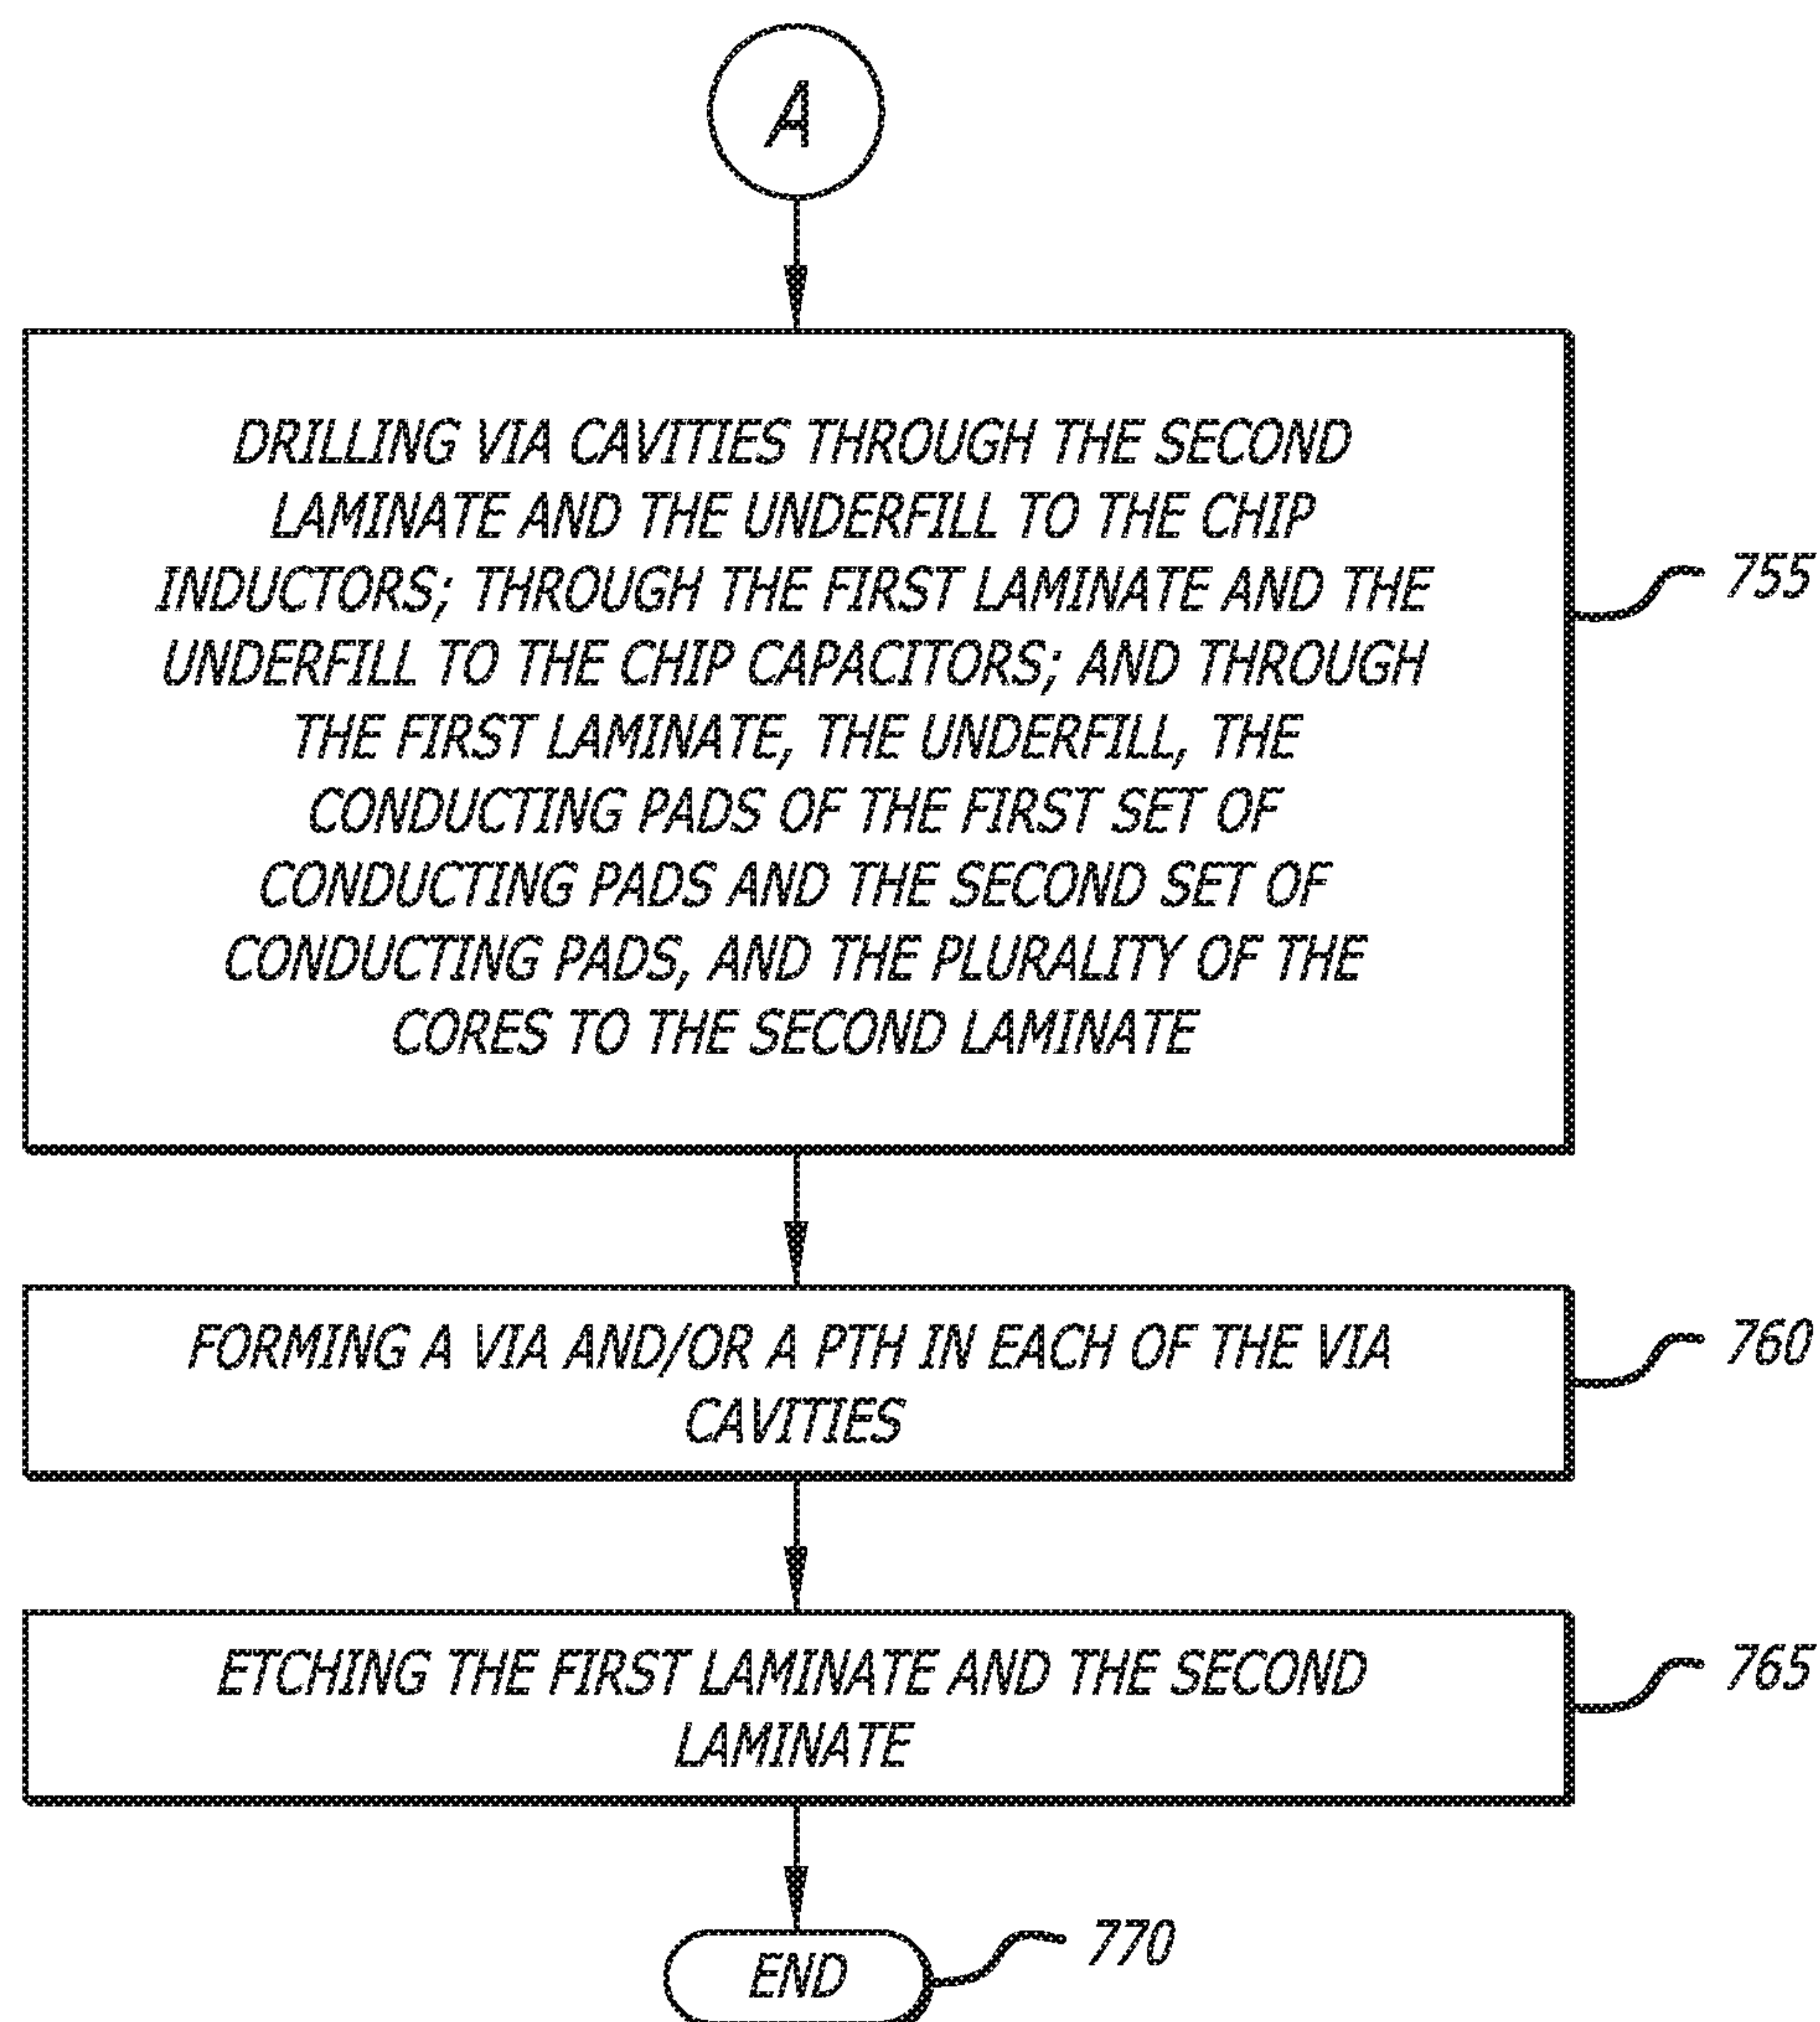 A
DRILLING VIA CAVITIES THROUGH THE SECOND
LAMINATE AND THE UNDERFILL TO THE CHIP
INDUCTORS; THROUGH THE FIRST LAMINATE AND THE
UNDERFILL TO THE CHIP CAPACITORS; AND THROUGH
THE FIRST LAMINATE, THE UNDERFILL, THE
CONDUCTING PADS OF THE FIRST SET OF
CONDUCTING PADS AND THE SECOND SET OF
CONDUCTING PADS, AND THE PLURALITY OF THE
CORES TO THE SECOND LAMINATE
755
FORMING A VIA AND/OR A PTH IN EACH OF THE VIA
CAVITIES
760
ETCHING THE FIRST LAMINATE AND THE SECOND
LAMINATE
765
END
770